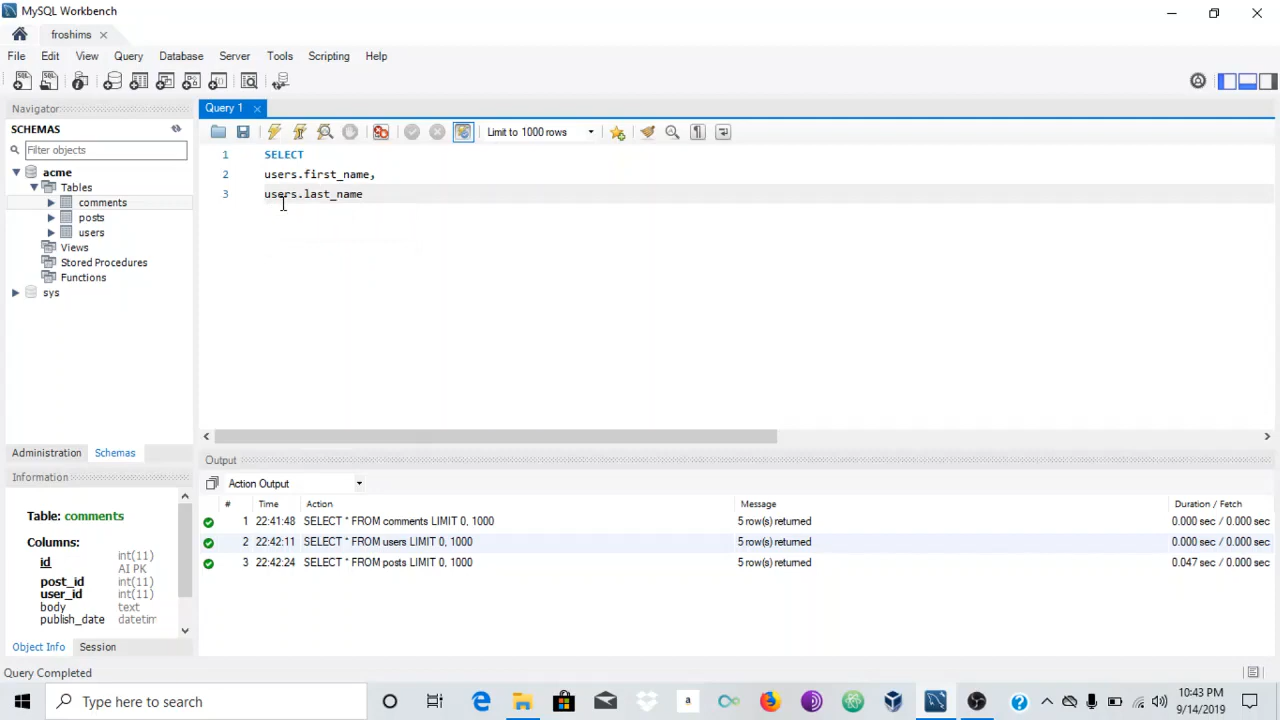 MySQL Workbench
froshims
File Edit View Query Database Server Tools Scripting Help
Navigator
SCHEMAS
Filter objects
acme
Tables
comments
posts
users
Views
Stored Procedures
Functions
sys
Administration Schemas
Information
Table: comments
Columns:
id int(11)
AI PK
post_id int(11)
user_id int(11)
body text
publish_date datetim
Object Info Session
Query 1
Limit to 1000 rows
1 SELECT
2 users.first_name,
3 users.last_name
Output
Action Output
# Time Action Message Duration / Fetch
1 22:41:48 SELECT * FROM comments LIMIT 0, 1000 5 row(s) returned 0.000 sec / 0.000 sec
2 22:42:11 SELECT * FROM users LIMIT 0, 1000 5 row(s) returned 0.000 sec / 0.000 sec
3 22:42:24 SELECT * FROM posts LIMIT 0, 1000 5 row(s) returned 0.047 sec / 0.000 sec
Query Completed
Type here to search
10:43 PM
9/14/2019